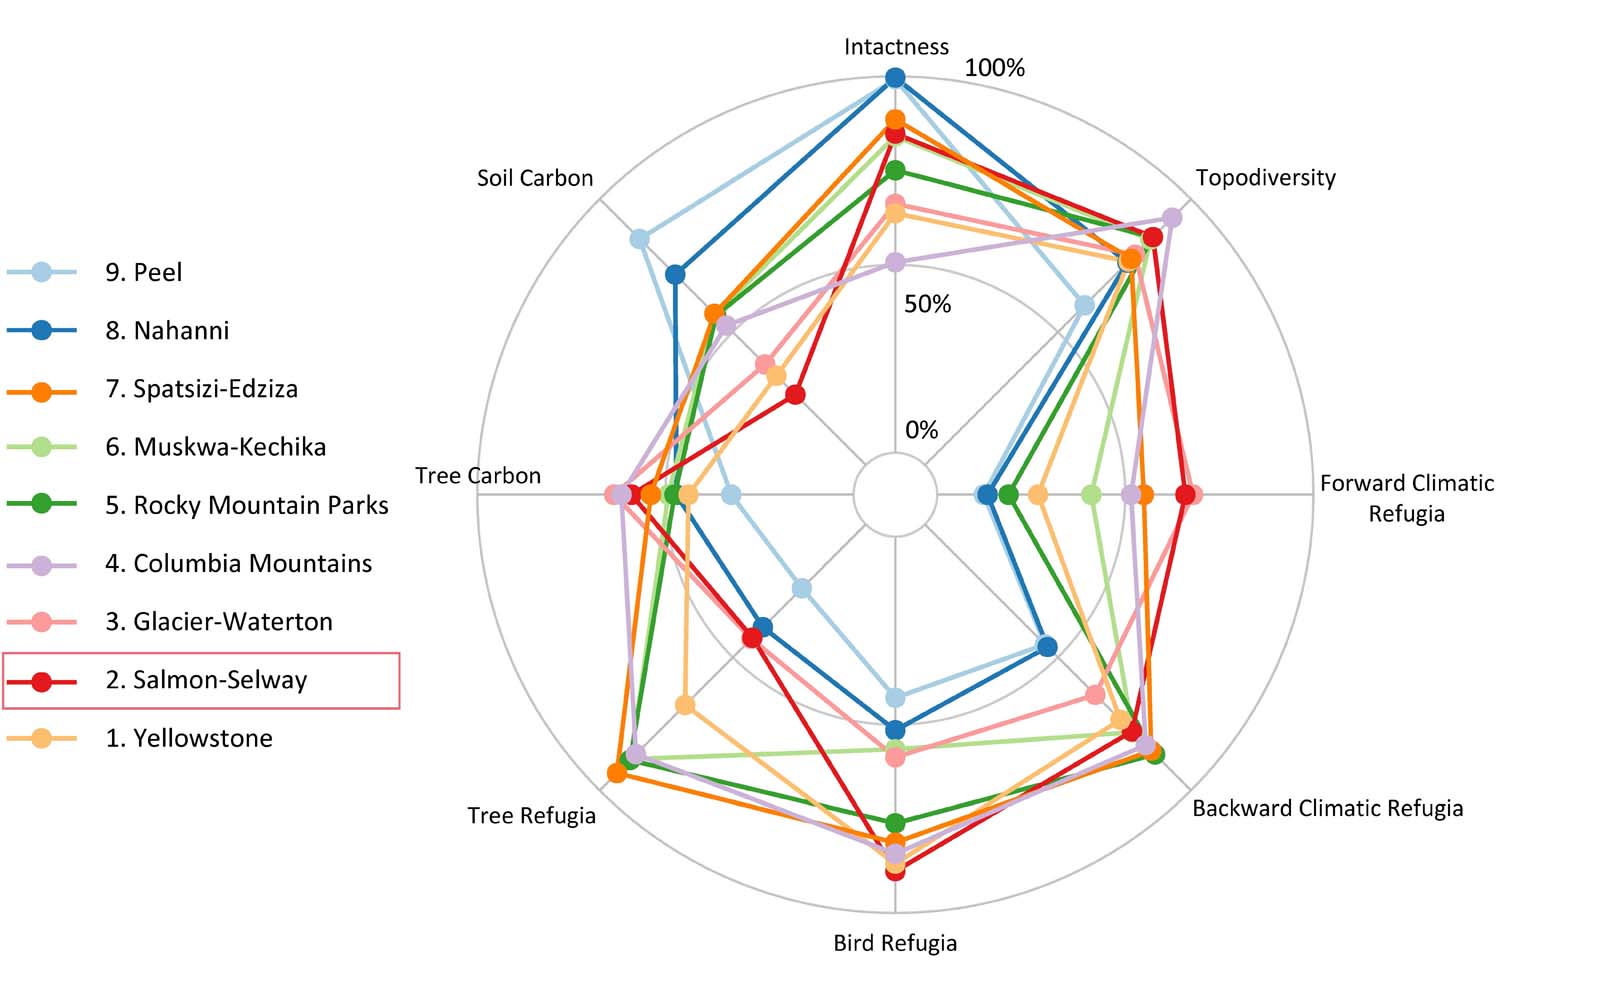 Intactness
100%
Soil Carbon
Topodiversity
9. Peel
50%
8. Nahanni
7. Spatsizi-Edziza
0%
6. Muskwa-Kechika
Tree Carbon
Forward Climatic
Refugia
5. Rocky Mountain Parks
4. Columbia Mountains
3. Glacier-Waterton
2. Salmon-Selway
1. Yellowstone
Tree Refugia
Backward Climatic Refugia
Bird Refugia